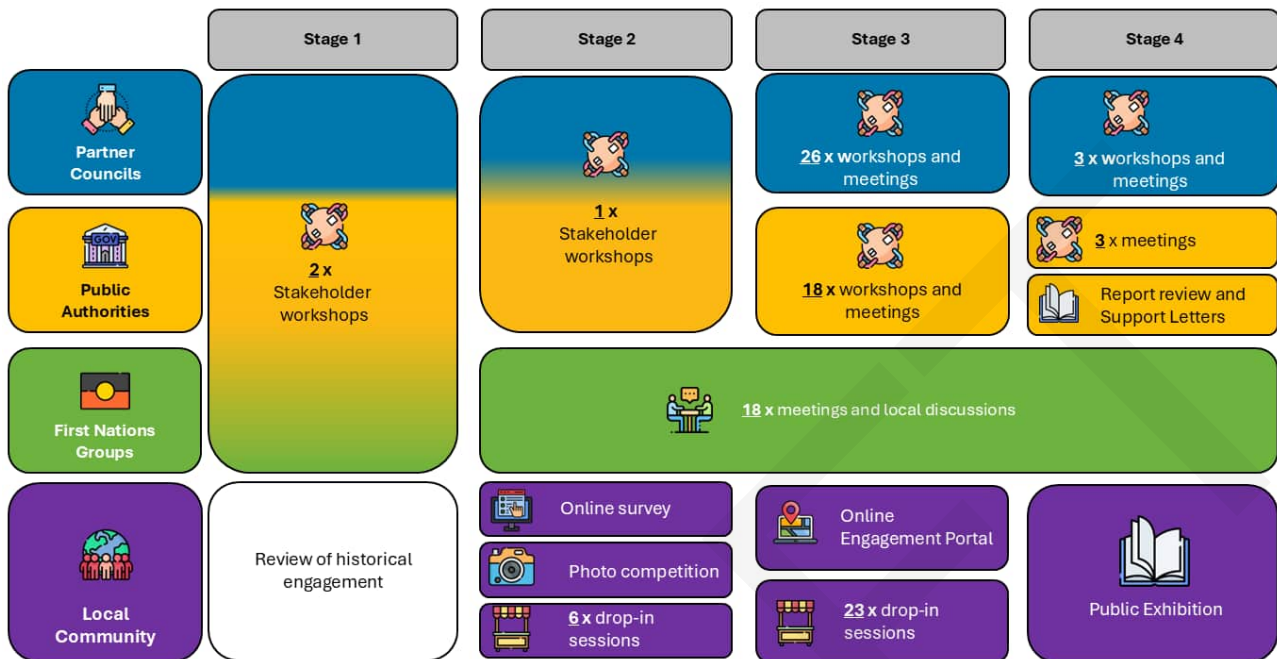 Stage 1
Stage 2
Stage 3
Stage 4
Partner
Councils
26 x workshops and
meetings
3 x workshops and
meetings
GOV
Public
Authorities
2 x
Stakeholder
workshops
1 x
Stakeholder
workshops
18 x workshops and
meetings
3 x meetings
Report review and
Support Letters
First Nations
Groups
18 x meetings and local discussions
Local
Community
Review of historical
engagement
Online survey
Photo competition
6 x drop-in
sessions
Online
Engagement Portal
23 x drop-in
sessions
Public Exhibition